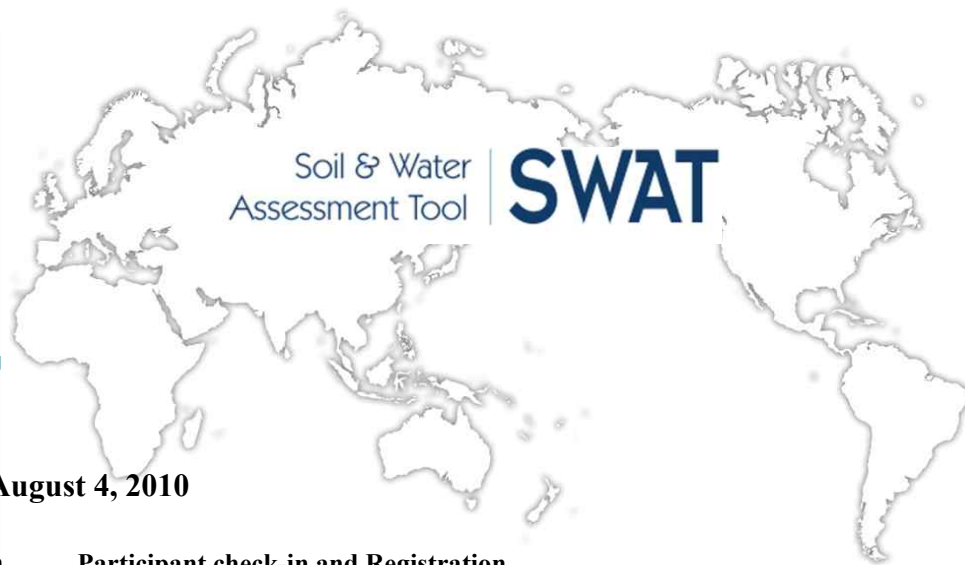 Soil & Water
Assessment Tool
SWAT
August 4, 2010
Participant check-in and Registration